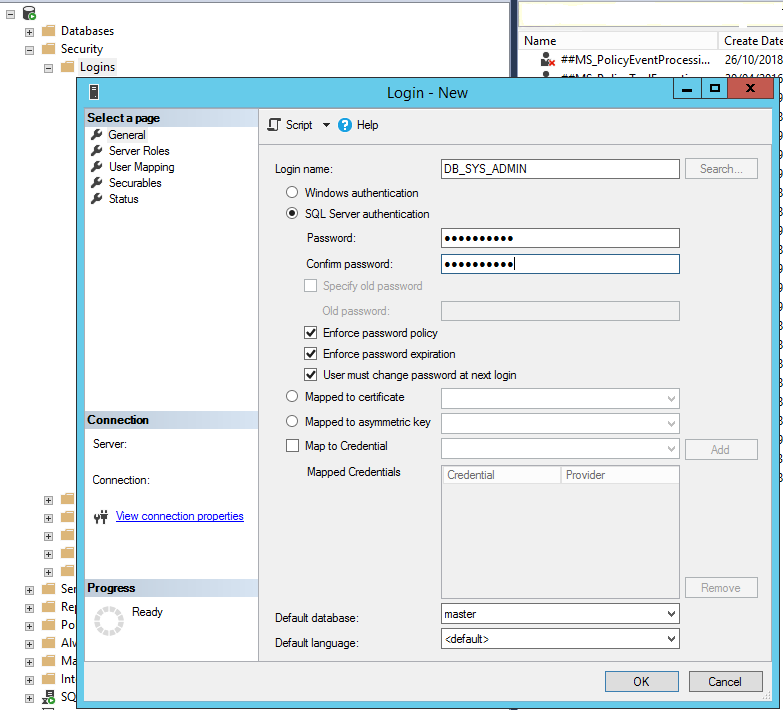 Databases
Security
Logins
Name Create Date
##MS_PolicyEventProcessi... 26/10/2018
Login - New
Select a page
General
Server Roles
User Mapping
Securables
Status
Script Help
Login name: DB_SYS_ADMIN Search...
Windows authentication
SQL Server authentication
Password: ●●●●●●●●●●
Confirm password: ●●●●●●●●●●
Specify old password
Old password:
Enforce password policy
Enforce password expiration
User must change password at next login
Mapped to certificate
Mapped to asymmetric key
Map to Credential Add
Mapped Credentials Credential Provider
Remove
Default database: master
Default language: <default>
Connection
Server:
Connection:
View connection properties
Progress
Ready
Ser
Rep
Po
Alv
Ma
Int
SQ
OK Cancel